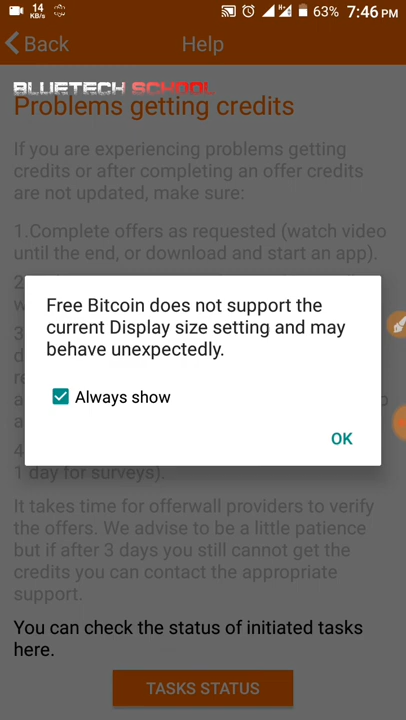 14
KB/s
63%
7:46 PM
Back
Help
BLUETECH SCHOOL
Problems getting credits
If you are experiencing problems getting
credits or after completing an offer credits
are not updated, make sure:
1.Complete offers as requested (watch video
until the end, or download and start an app).
2
Free Bitcoin does not support the
current Display size setting and may
behave unexpectedly.
Always show
OK
3
4
1 day for surveys).
It takes time for offerwall providers to verify
the offers. We advise to be a little patience
but if after 3 days you still cannot get the
credits you can contact the appropriate
support.
You can check the status of initiated tasks
here.
TASKS STATUS